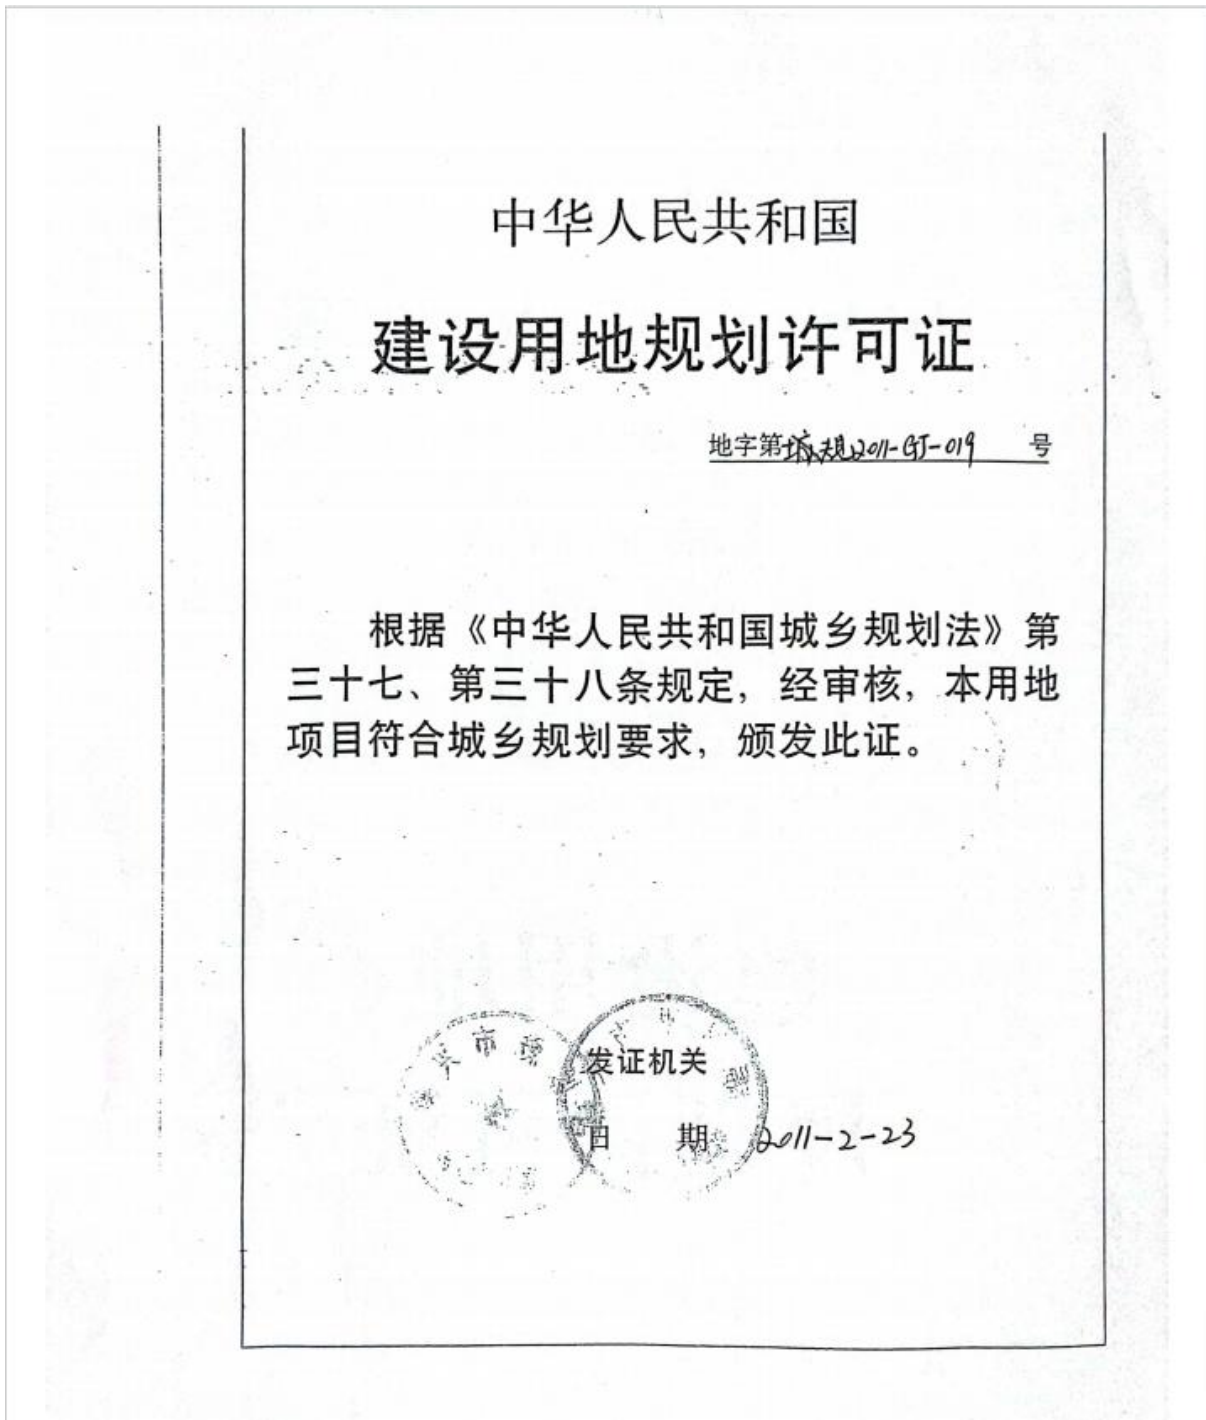 中华人民共和国
建设用地规划许可证
地字第 规2011-GJ-019 号
根据《中华人民共和国城乡规划法》第
三十七、第三十八条规定，经审核，本用地
项目符合城乡规划要求，颁发此证。
发证机关
日 期 2011-2-23